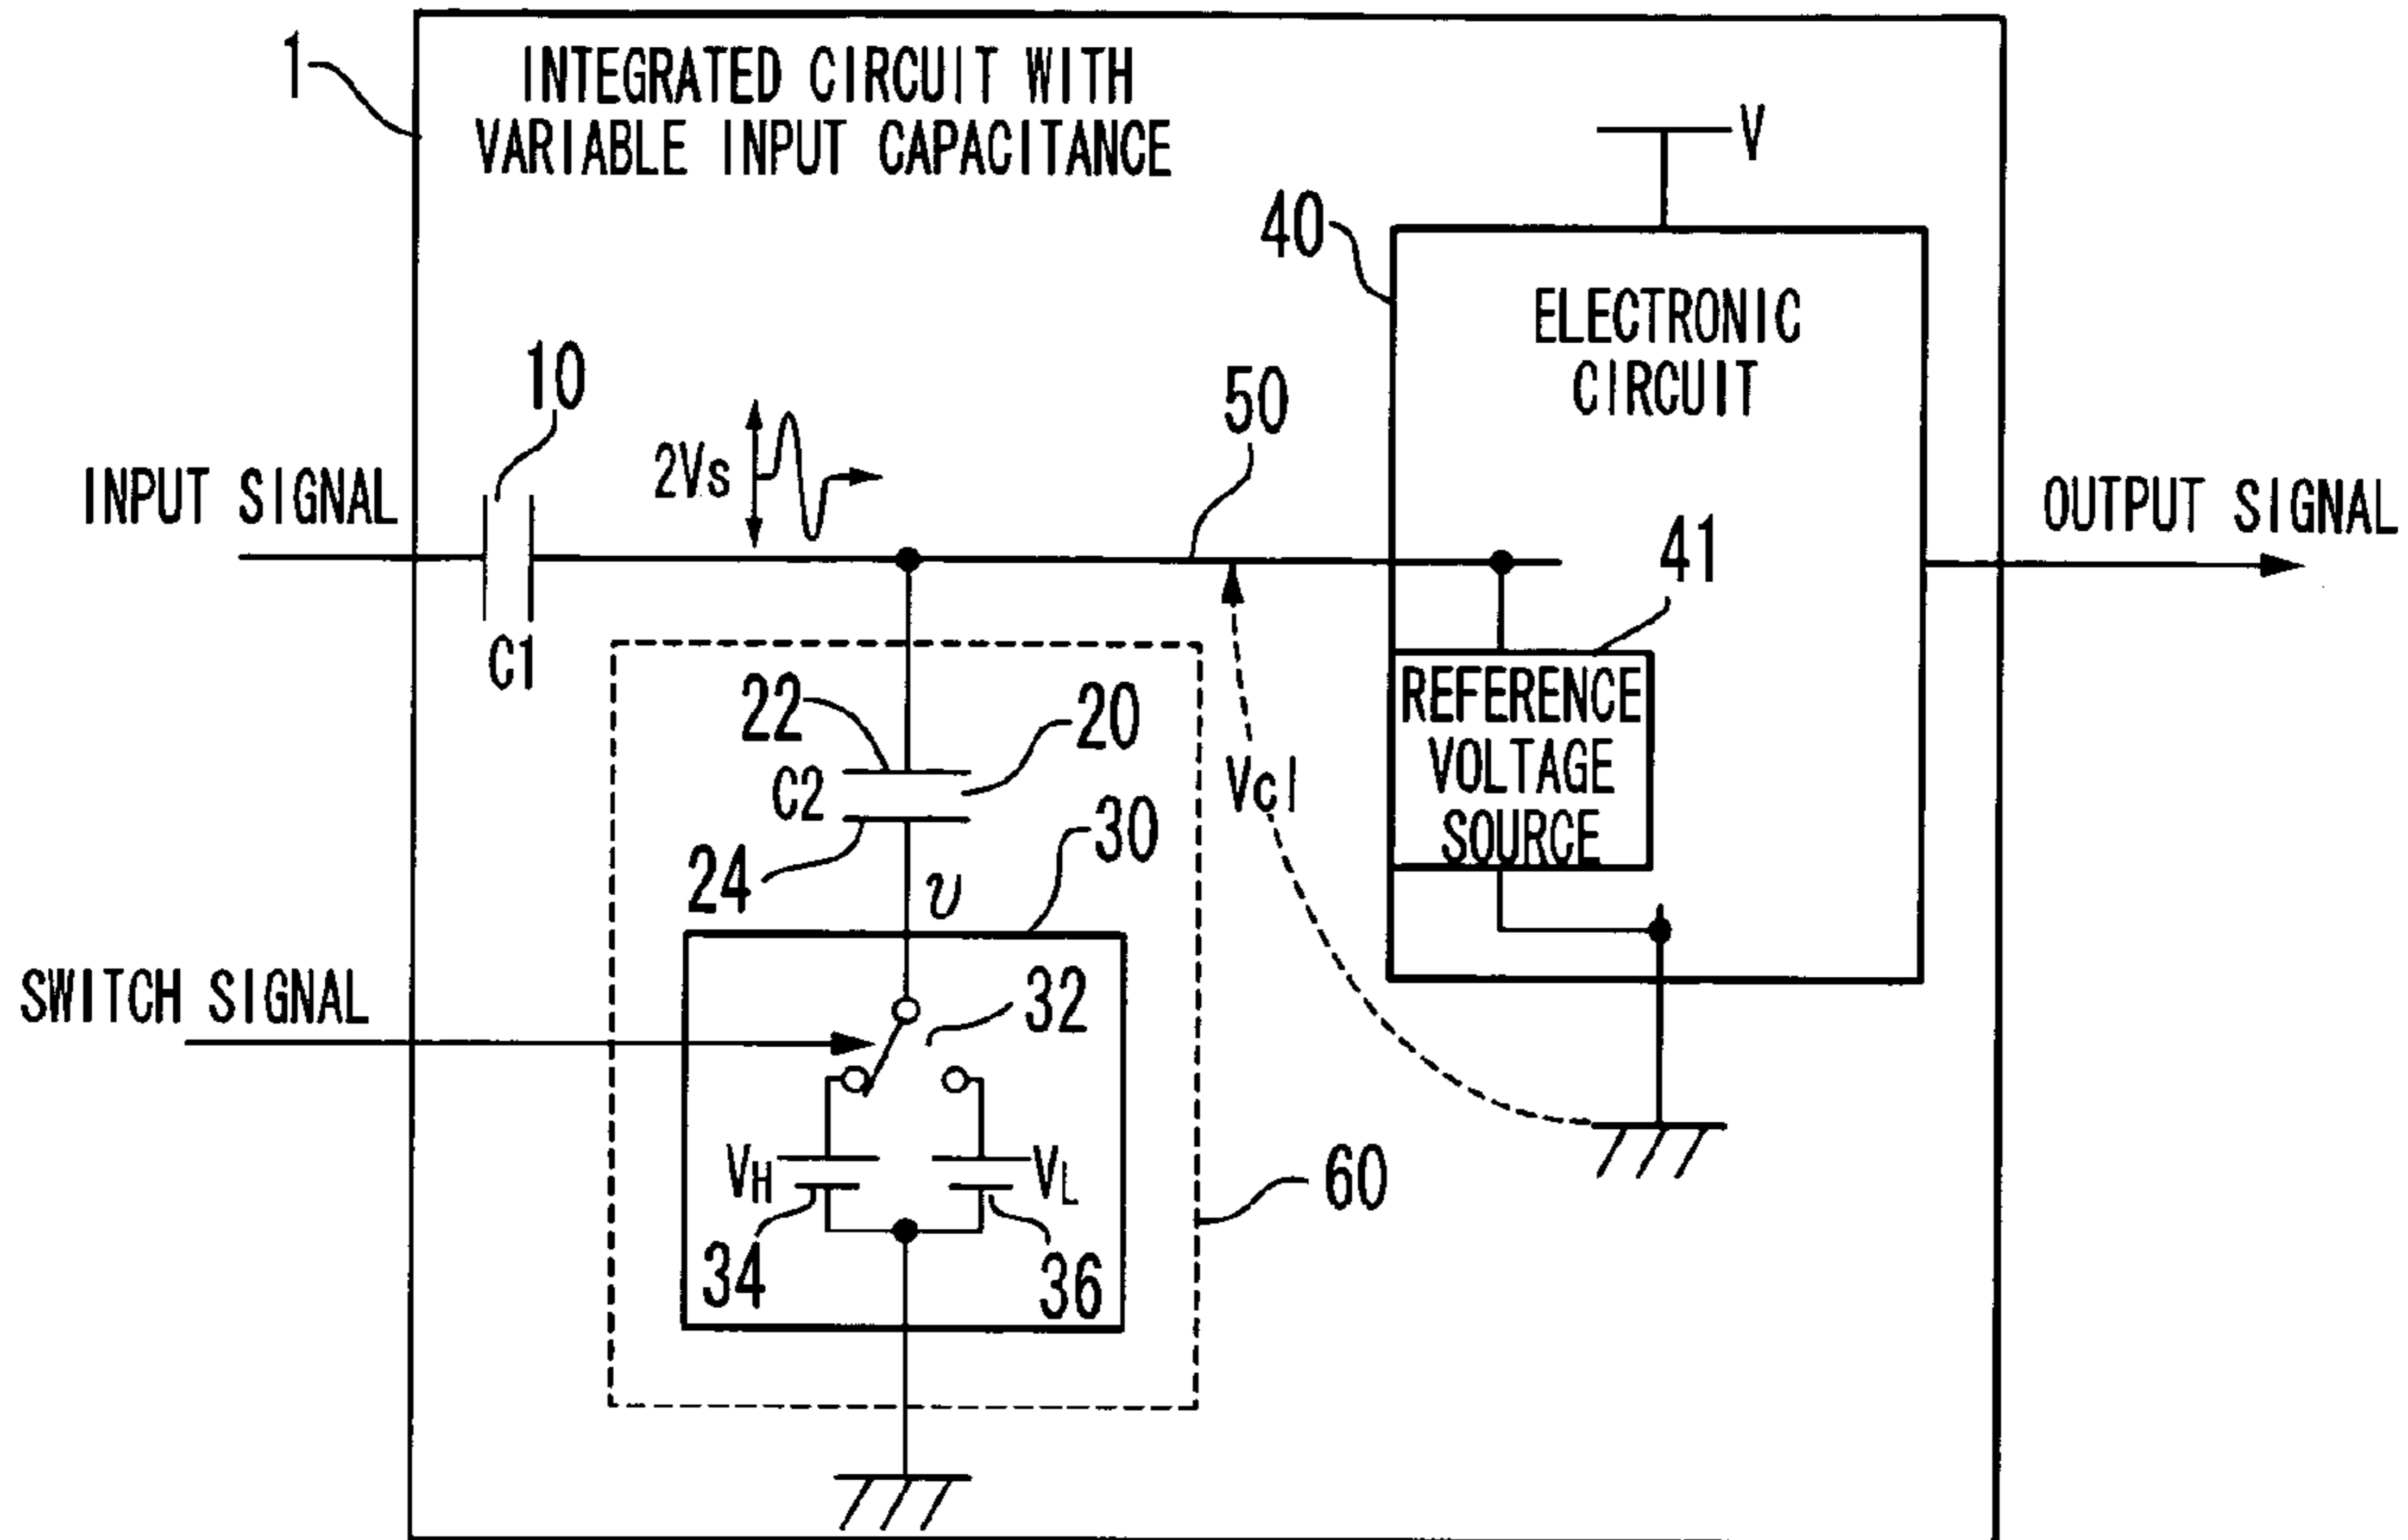 1
INTEGRATED CIRCUIT WITH
VARIABLE INPUT CAPACITANCE
V
40
ELECTRONIC
CIRCUIT
10
50
2Vs
INPUT SIGNAL
OUTPUT SIGNAL
41
C1
22
20
REFERENCE
VOLTAGE
SOURCE
C2
Vcl
24
30
υ
SWITCH SIGNAL
32
VH
VL
60
34
36